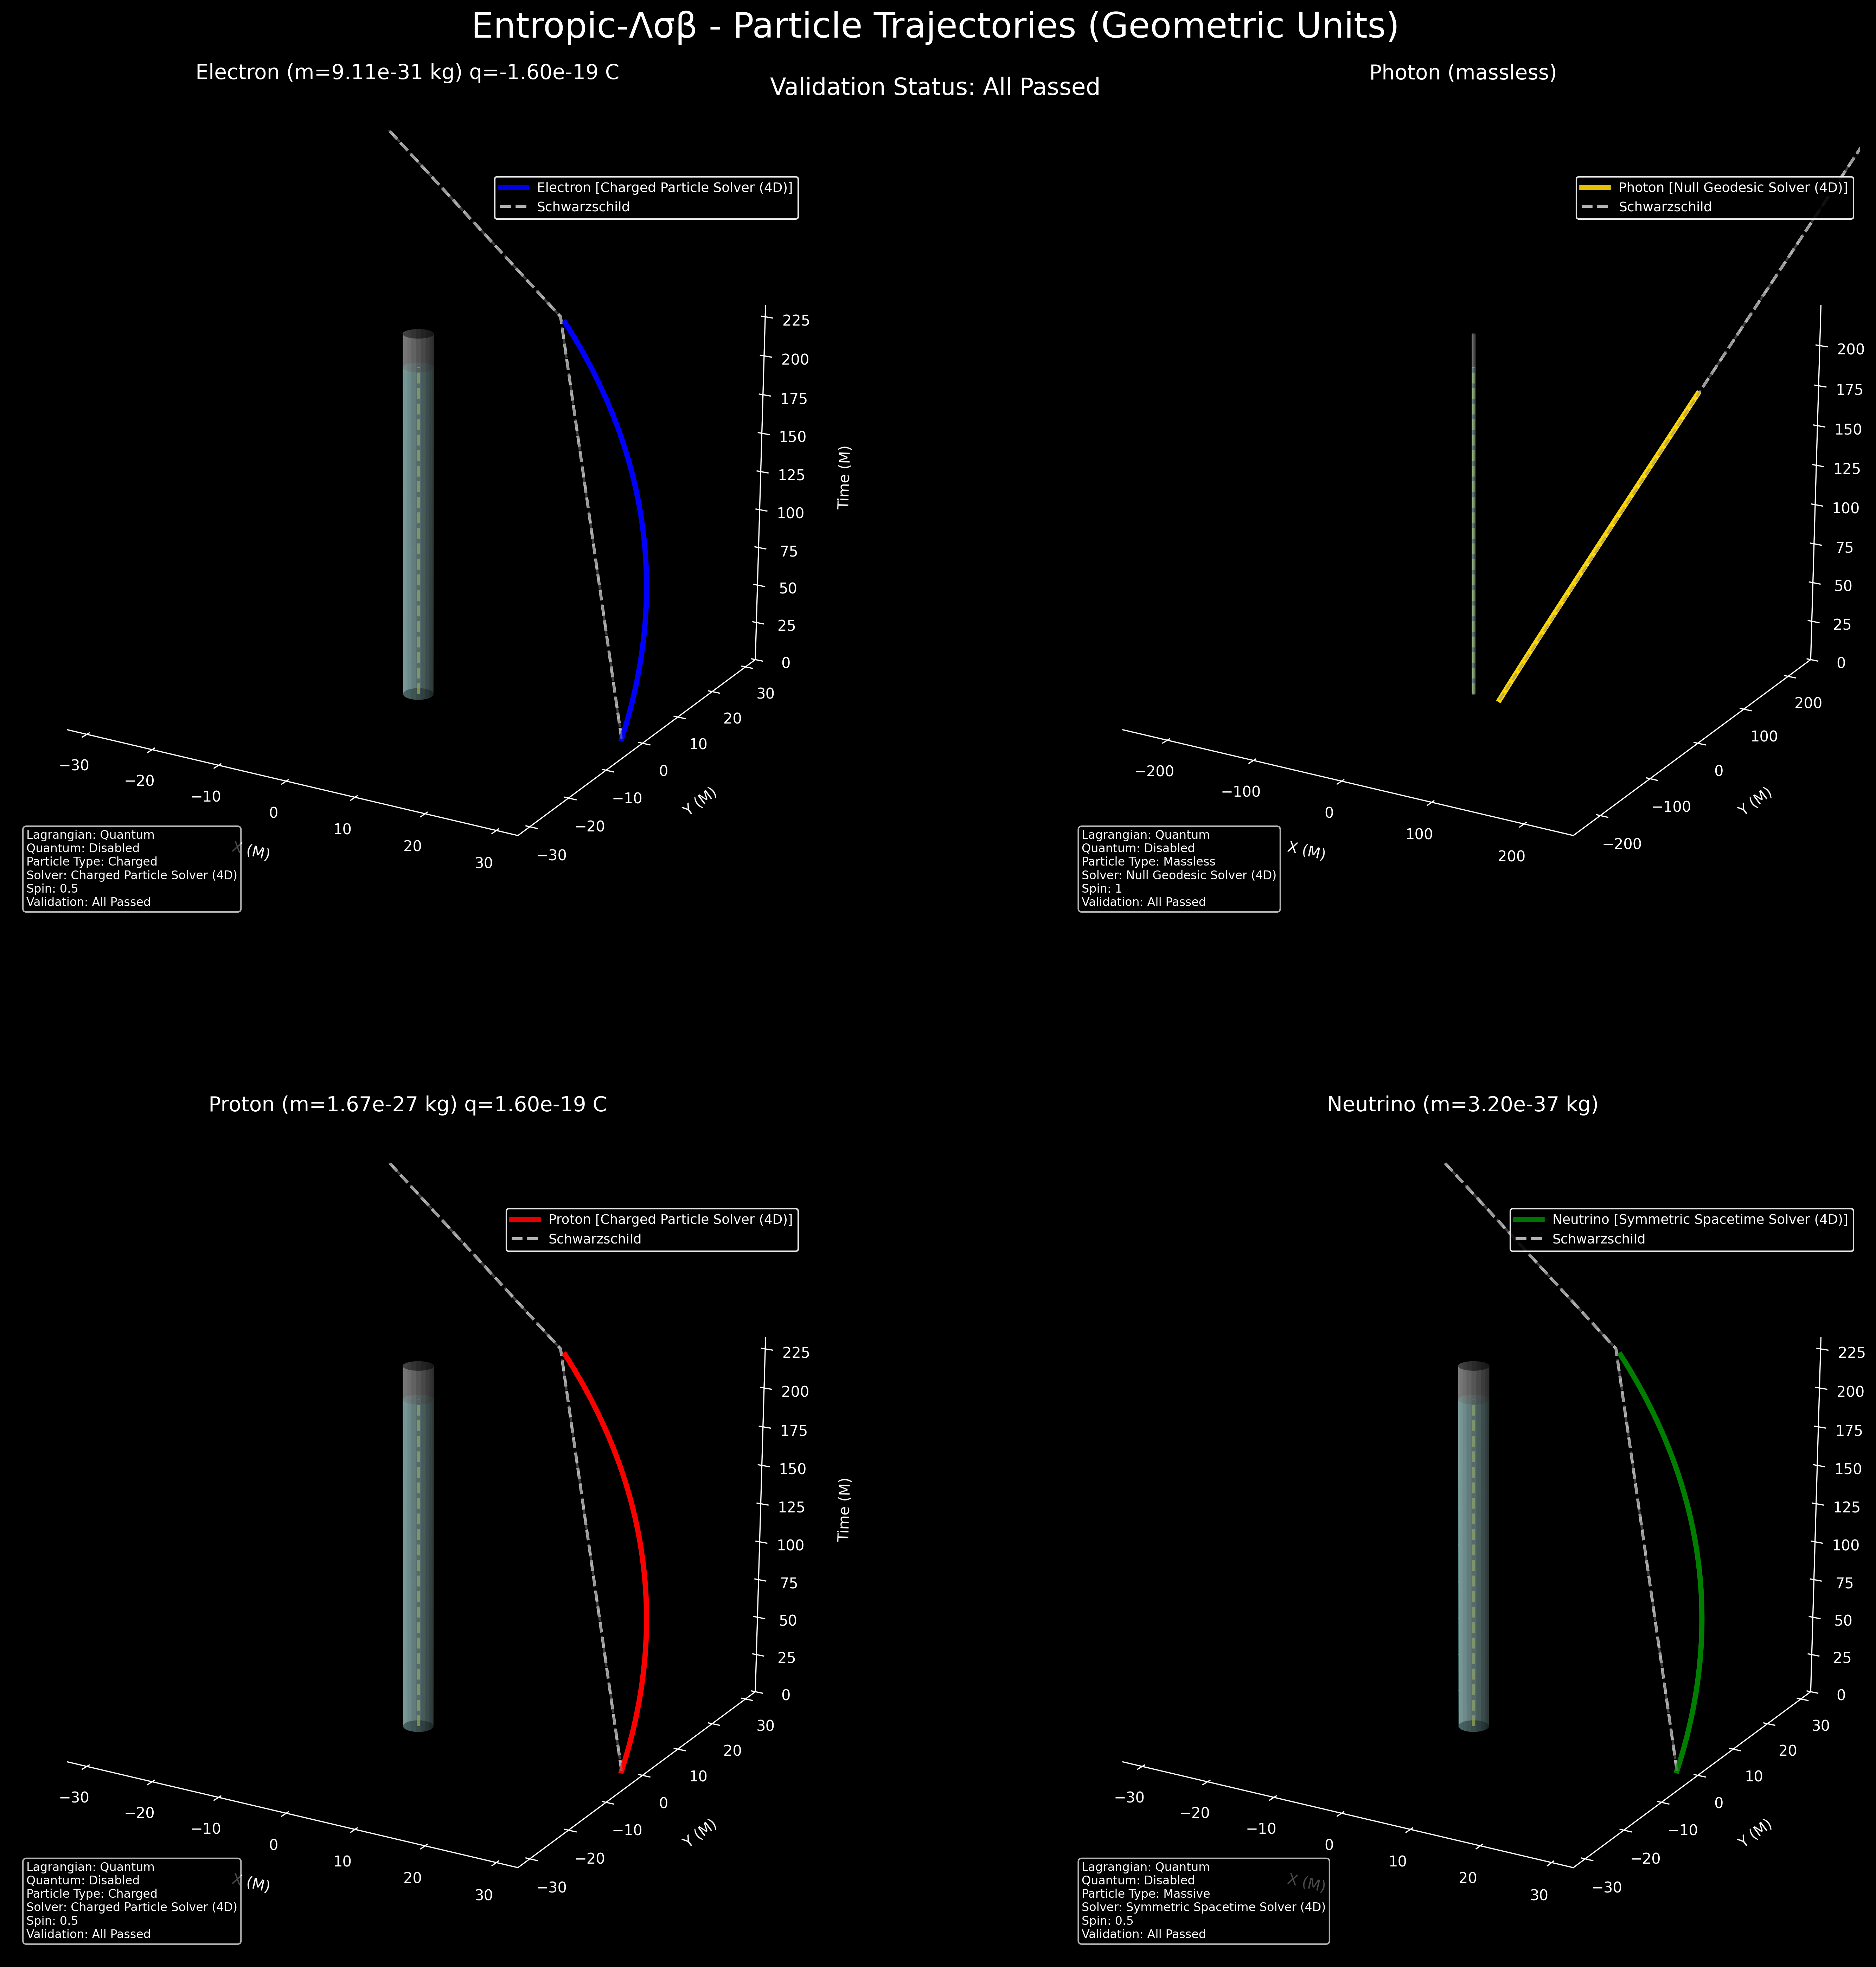 Entropic-Λσβ - Particle Trajectories (Geometric Units)
Validation Status: All Passed
Electron (m=9.11e-31 kg) q=-1.60e-19 C
Electron [Charged Particle Solver (4D)]
Schwarzschild
225
200
175
150
125
100
75
50
25
0
Time (M)
30
20
10
0
−10
−20
−30
Y (M)
−30
−20
−10
0
10
20
30
X (M)
Lagrangian: Quantum
Quantum: Disabled
Particle Type: Charged
Solver: Charged Particle Solver (4D)
Spin: 0.5
Validation: All Passed
Photon (massless)
Photon [Null Geodesic Solver (4D)]
Schwarzschild
200
175
150
125
100
75
50
25
0
200
100
0
−100
−200
Y (M)
−200
−100
0
100
200
X (M)
Lagrangian: Quantum
Quantum: Disabled
Particle Type: Massless
Solver: Null Geodesic Solver (4D)
Spin: 1
Validation: All Passed
Proton (m=1.67e-27 kg) q=1.60e-19 C
Proton [Charged Particle Solver (4D)]
Schwarzschild
225
200
175
150
125
100
75
50
25
0
Time (M)
30
20
10
0
−10
−20
−30
Y (M)
−30
−20
−10
0
10
20
30
X (M)
Lagrangian: Quantum
Quantum: Disabled
Particle Type: Charged
Solver: Charged Particle Solver (4D)
Spin: 0.5
Validation: All Passed
Neutrino (m=3.20e-37 kg)
Neutrino [Symmetric Spacetime Solver (4D)]
Schwarzschild
225
200
175
150
125
100
75
50
25
0
30
20
10
0
−10
−20
−30
Y (M)
−30
−20
−10
0
10
20
30
X (M)
Lagrangian: Quantum
Quantum: Disabled
Particle Type: Massive
Solver: Symmetric Spacetime Solver (4D)
Spin: 0.5
Validation: All Passed